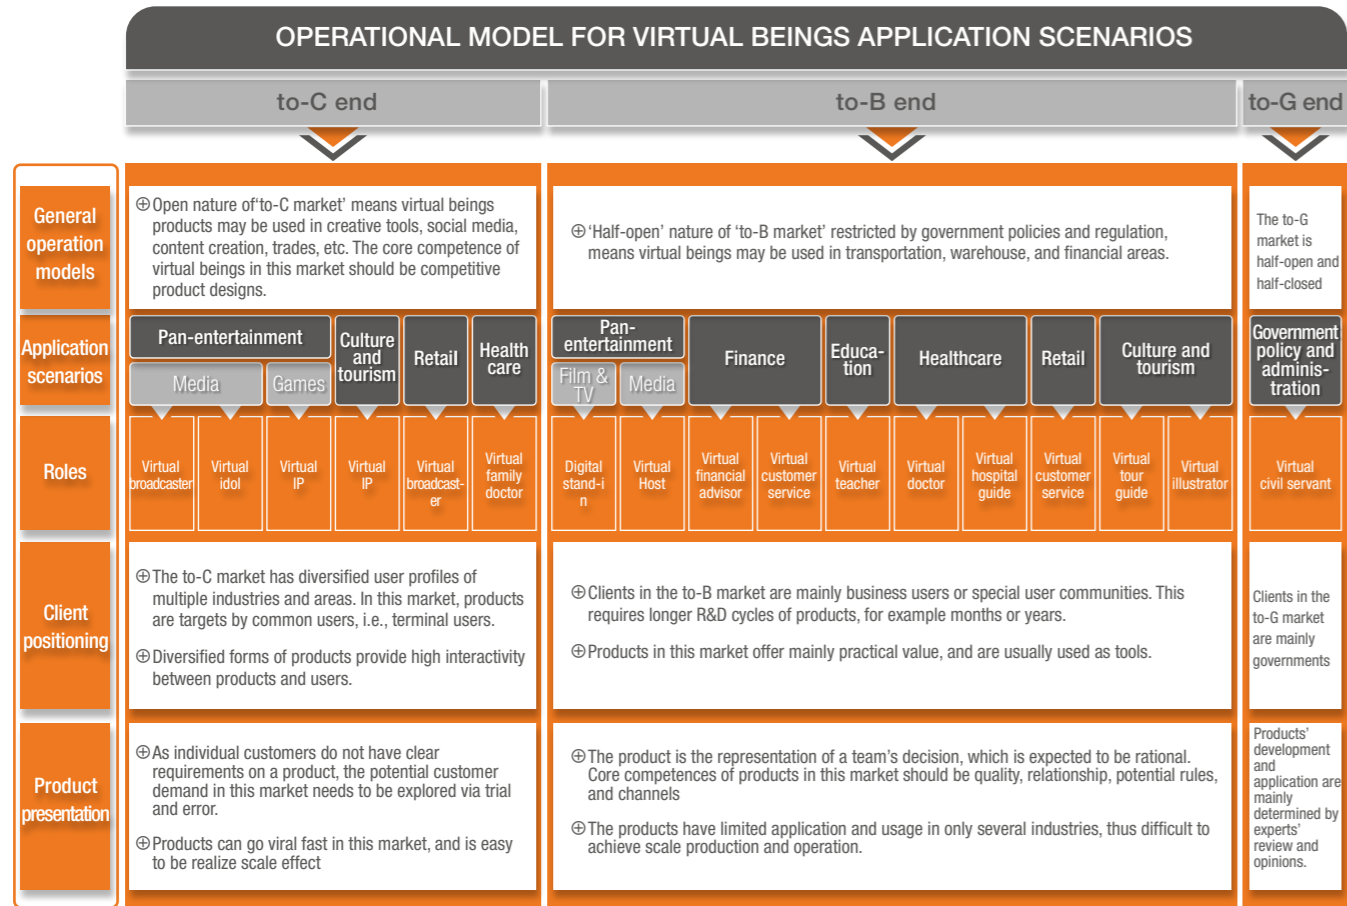 OPERATIONAL MODEL FOR VIRTUAL BEINGS APPLICATION SCENARIOS
to-C end
to-B end
to-G end
General
operation
models
⊕Open nature of‘to-C market’ means virtual beings
products may be used in creative tools, social media,
content creation, trades, etc. The core competence of
virtual beings in this market should be competitive
product designs.
⊕‘Half-open’ nature of ‘to-B market’ restricted by government policies and regulation,
means virtual beings may be used in transportation, warehouse, and financial areas.
The to-G
market is
half-open and
half-closed
Application
scenarios
Pan-entertainment
Media
Games
Culture
and
tourism
Retail
Health
care
Pan-
entertainment
Film &
TV
Media
Finance
Educa-
tion
Healthcare
Retail
Culture and
tourism
Government
policy and
adminis-
tration
Roles
Virtual
broadcaster
Virtual
idol
Virtual
IP
Virtual
IP
Virtual
broadcast-
er
Virtual
family
doctor
Digital
stand-i
n
Virtual
Host
Virtual
financial
advisor
Virtual
customer
service
Virtual
teacher
Virtual
doctor
Virtual
hospital
guide
Virtual
customer
service
Virtual
tour
guide
Virtual
illustrator
Virtual
civil servant
Client
positioning
⊕The to-C market has diversified user profiles of
multiple industries and areas. In this market, products
are targets by common users, i.e., terminal users.
⊕Diversified forms of products provide high interactivity
between products and users.
⊕Clients in the to-B market are mainly business users or special user communities. This
requires longer R&D cycles of products, for example months or years.
⊕Products in this market offer mainly practical value, and are usually used as tools.
Clients in the
to-G market
are mainly
governments
Product
presentation
⊕As individual customers do not have clear
requirements on a product, the potential customer
demand in this market needs to be explored via trial
and error.
⊕Products can go viral fast in this market, and is easy
to be realize scale effect
⊕The product is the representation of a team’s decision, which is expected to be rational.
Core competences of products in this market should be quality, relationship, potential rules,
and channels
⊕The products have limited application and usage in only several industries, thus difficult to
achieve scale production and operation.
Products’
development
and
application are
mainly
determined by
experts’
review and
opinions.